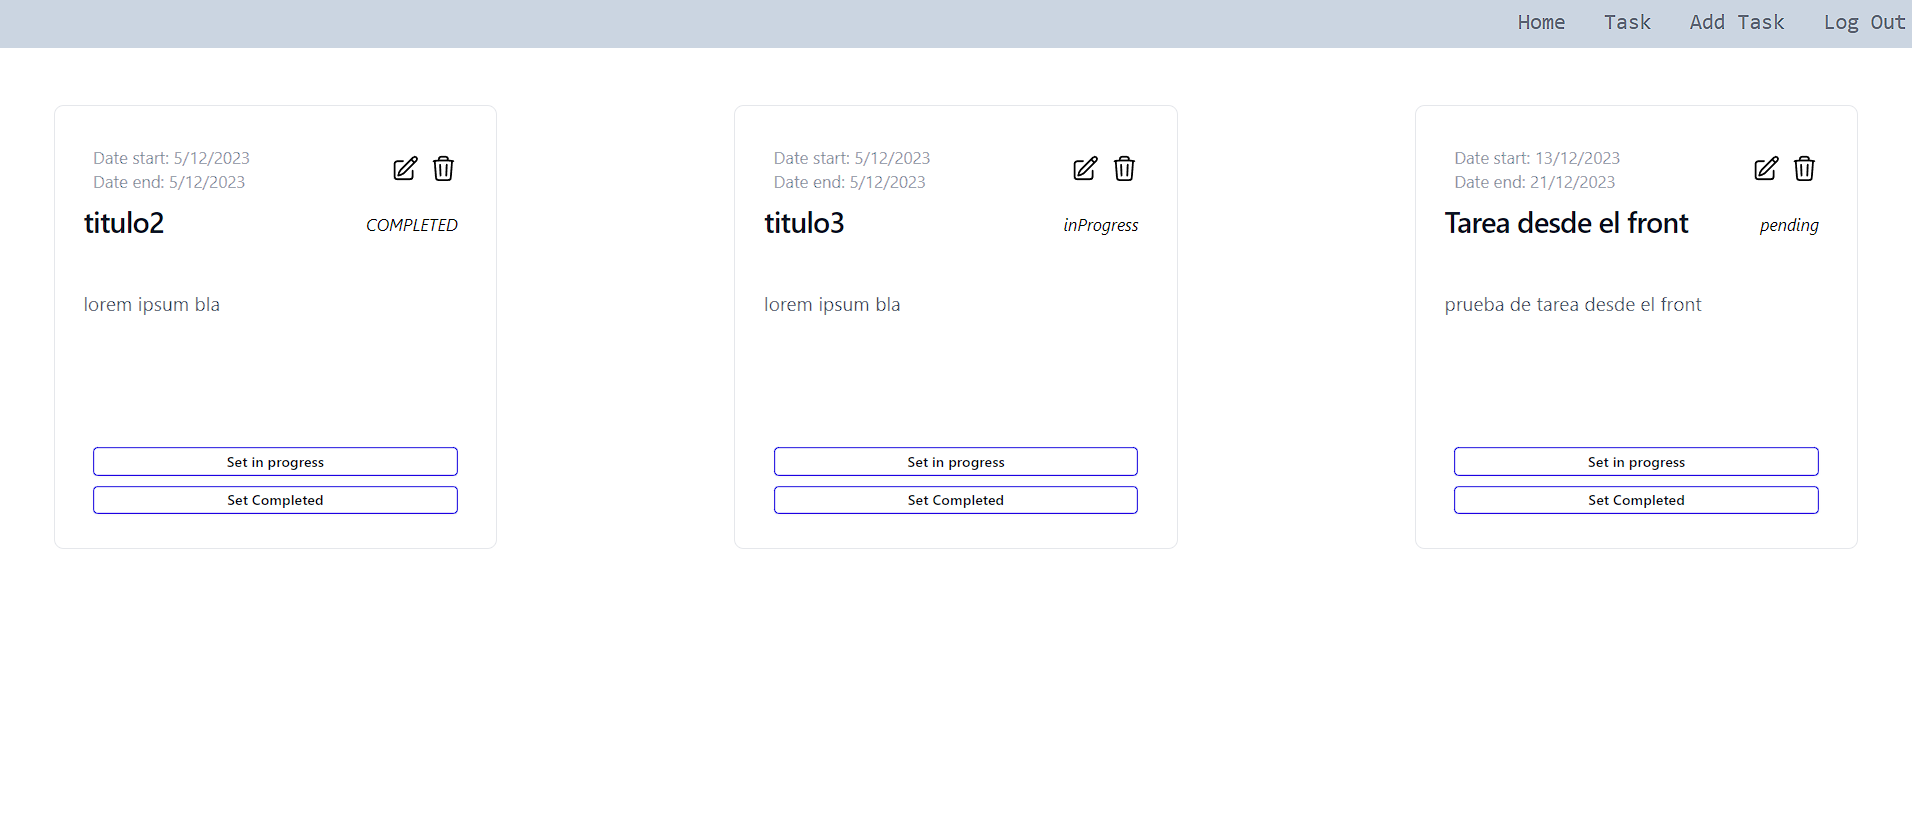 Home Task Add Task Log Out
Date start: 5/12/2023
Date end: 5/12/2023
titulo2 COMPLETED
lorem ipsum bla
Set in progress
Set Completed
Date start: 5/12/2023
Date end: 5/12/2023
titulo3 inProgress
lorem ipsum bla
Set in progress
Set Completed
Date start: 13/12/2023
Date end: 21/12/2023
Tarea desde el front pending
prueba de tarea desde el front
Set in progress
Set Completed